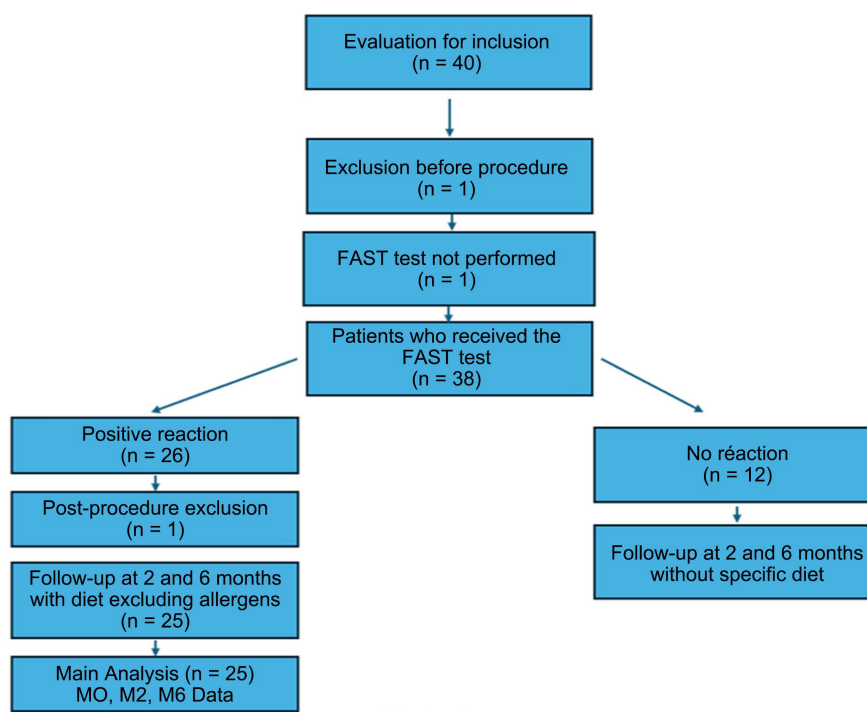 Evaluation for inclusion
(n = 40)
Exclusion before procedure
(n = 1)
FAST test not performed
(n = 1)
Patients who received the
FAST test
(n = 38)
Positive reaction
(n = 26)
Post-procedure exclusion
(n = 1)
Follow-up at 2 and 6 months
with diet excluding allergens
(n = 25)
Main Analysis (n = 25)
MO, M2, M6 Data
No réaction
(n = 12)
Follow-up at 2 and 6 months
without specific diet